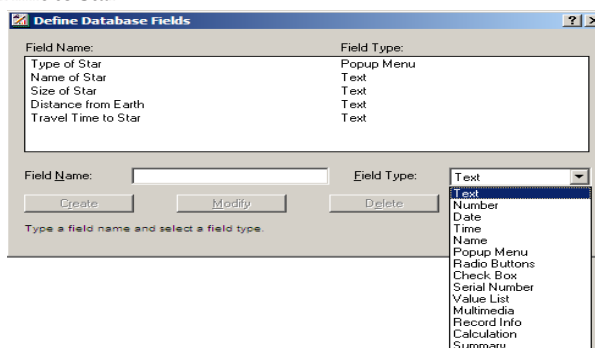 Define Database Fields
Field Name: Field Type:
Type of Star Popup Menu
Name of Star Text
Size of Star Text
Distance from Earth Text
Travel Time to Star Text
Field Name: Field Type: Text
Create Modify Delete
Type a field name and select a field type.
Text
Number
Date
Time
Name
Popup Menu
Radio Buttons
Check Box
Serial Number
Value List
Multimedia
Record Info
Calculation
Summary